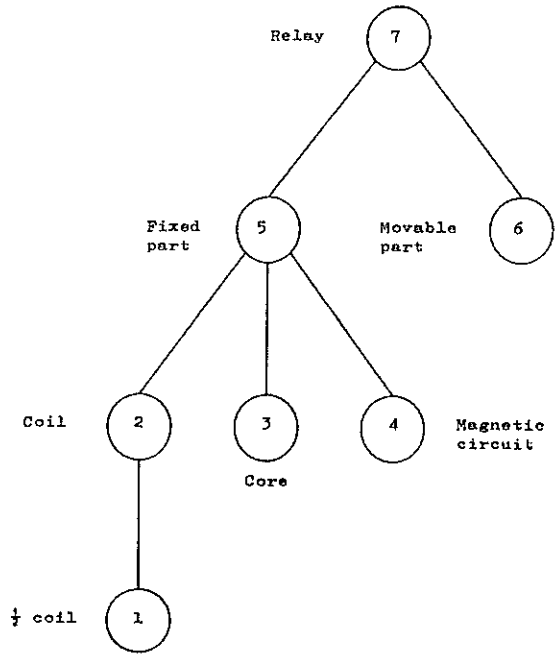 Relay 7
Fixed part 5
Movable part 6
Coil 2
3
4
Magnetic circuit
Core
½ coil 1